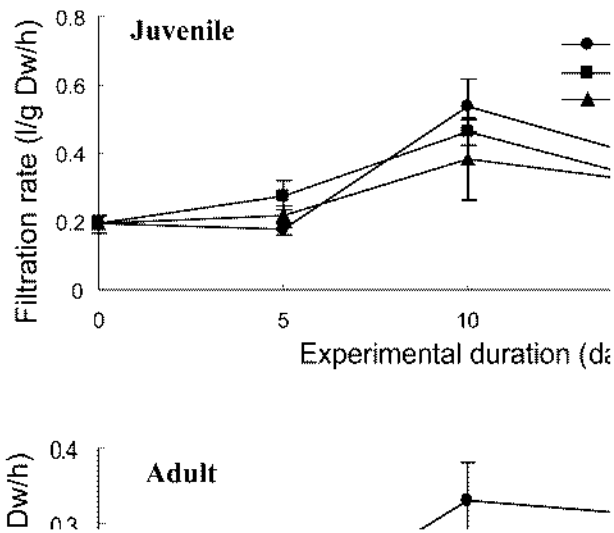 0.8
Juvenile
0.6
0.4
0.2
0
Filtration rate (l/g Dw/h)
0 5 10
Experimental duration (da
0.4
Adult
0.3
Dw/h)